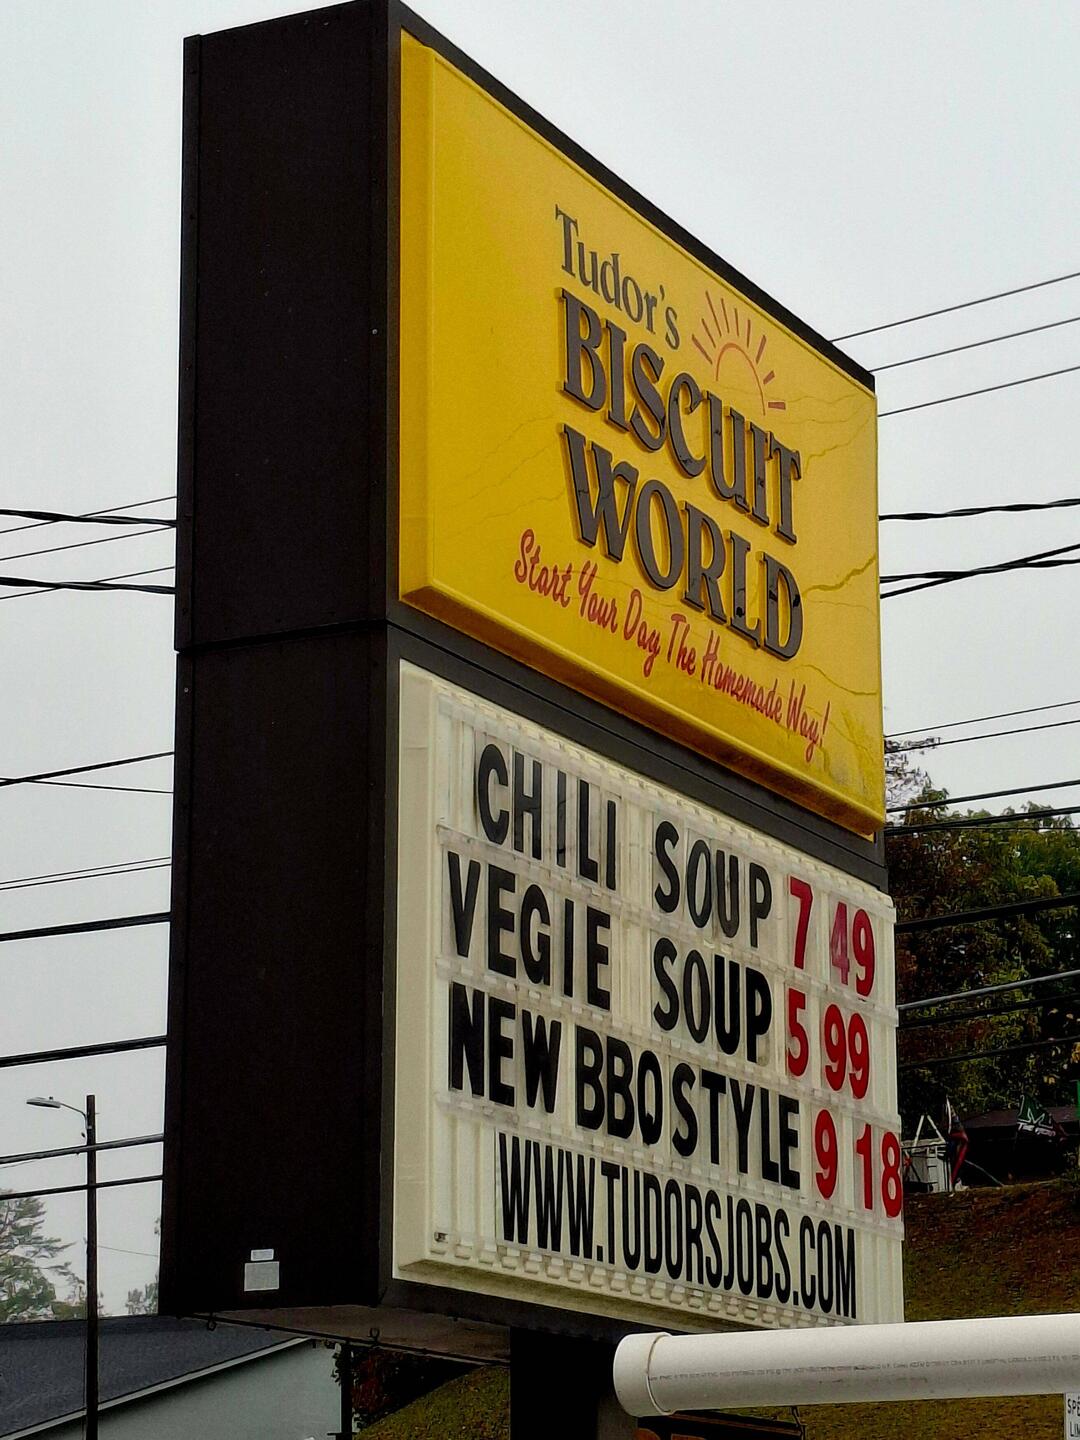 Tudor's
BISCUIT
WORLD
Start Your Day The Homemade Way!
CHILI SOUP 7 49
VEGIE SOUP 5 99
NEW BBQ STYLE 9 18
WWW.TUDORSJOBS.COM